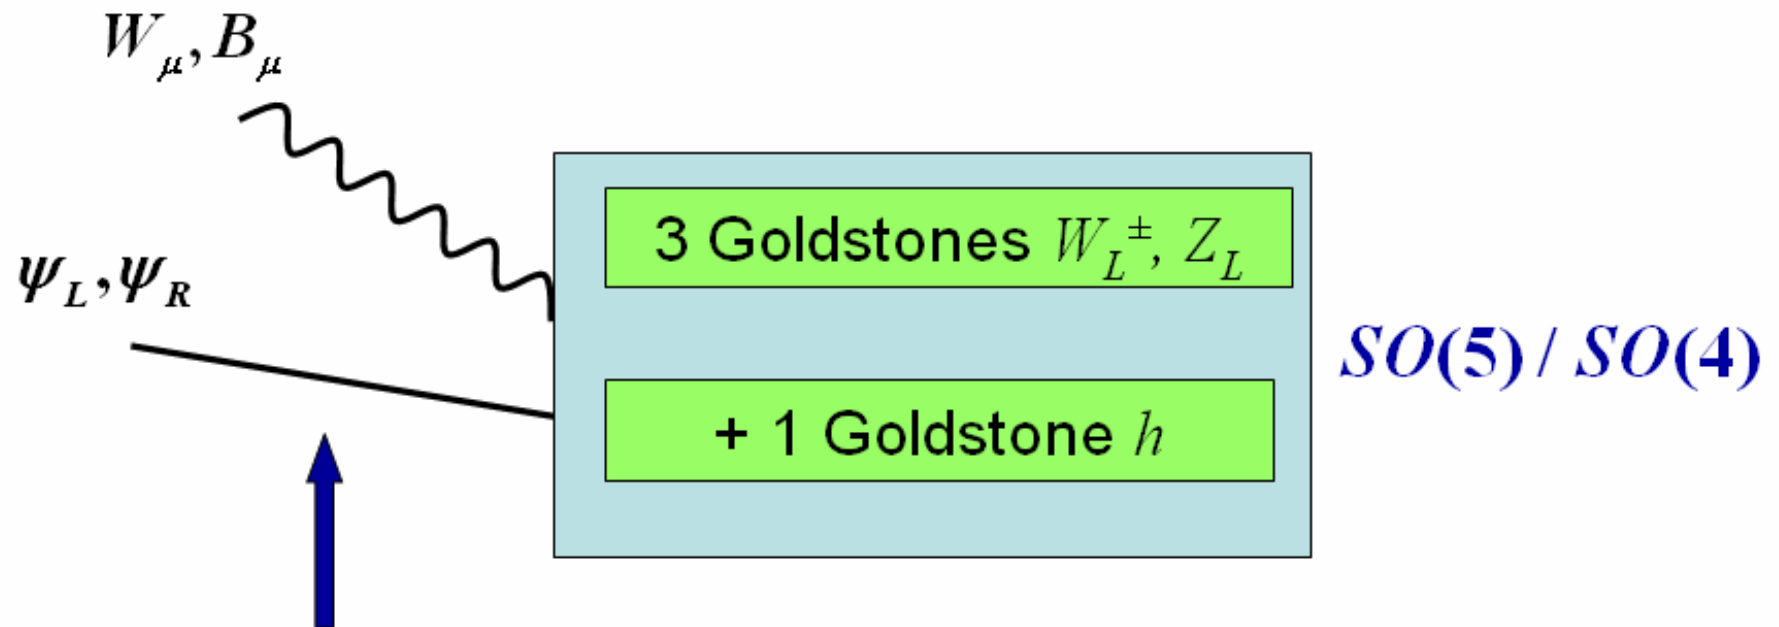 W_μ, B_μ
3 Goldstones W_L^±, Z_L
ψ_L, ψ_R
SO(5) / SO(4)
+ 1 Goldstone h